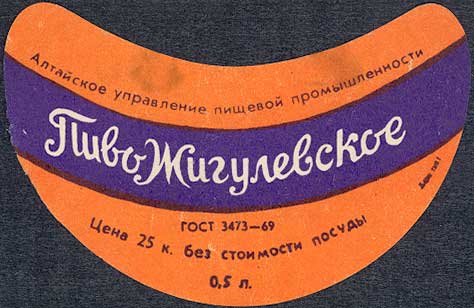 Алтайское управление пищевой промышленности
Пиво Жигулевское
ГОСТ 3473—69
Цена 25 к. без стоимости посуды
0,5 л.